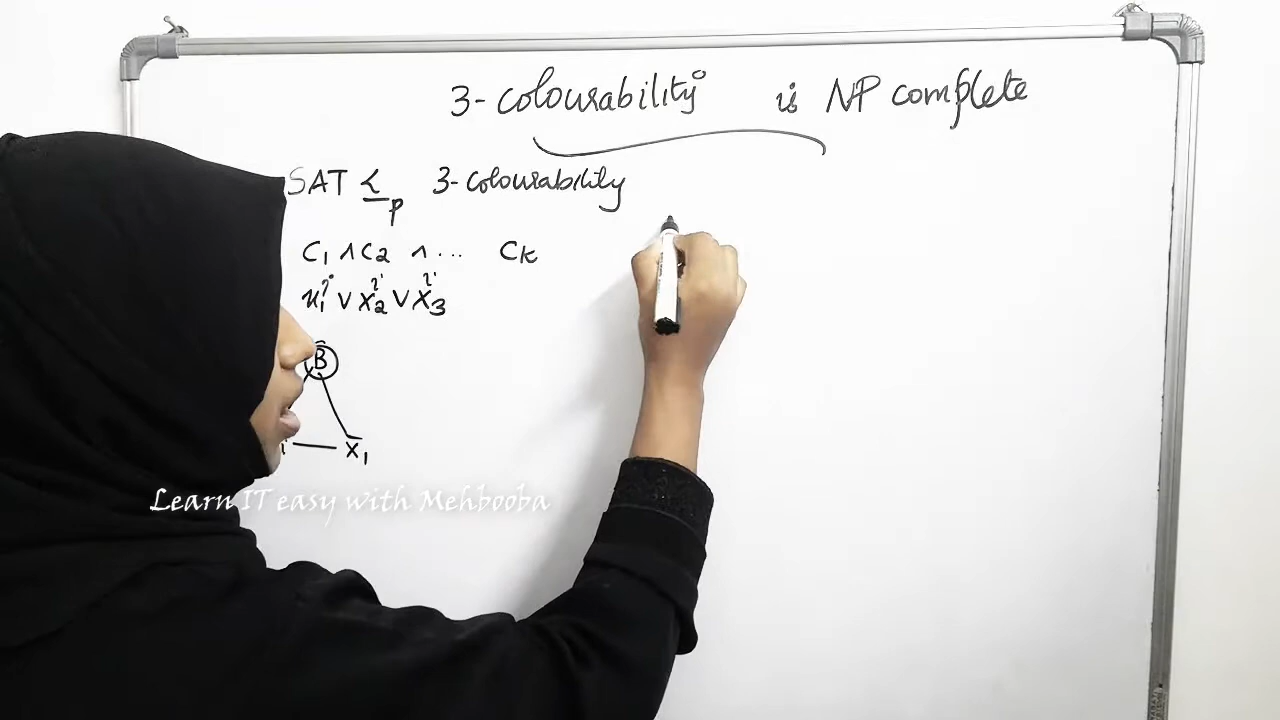 3-colourability is NP complete
SAT ≤p 3-colourability
C1 ∧ C2 ∧ ... Ck
x1^i ∨ x2^i ∨ x3^i
B
x̄1
Learn IT easy with Mehbooba